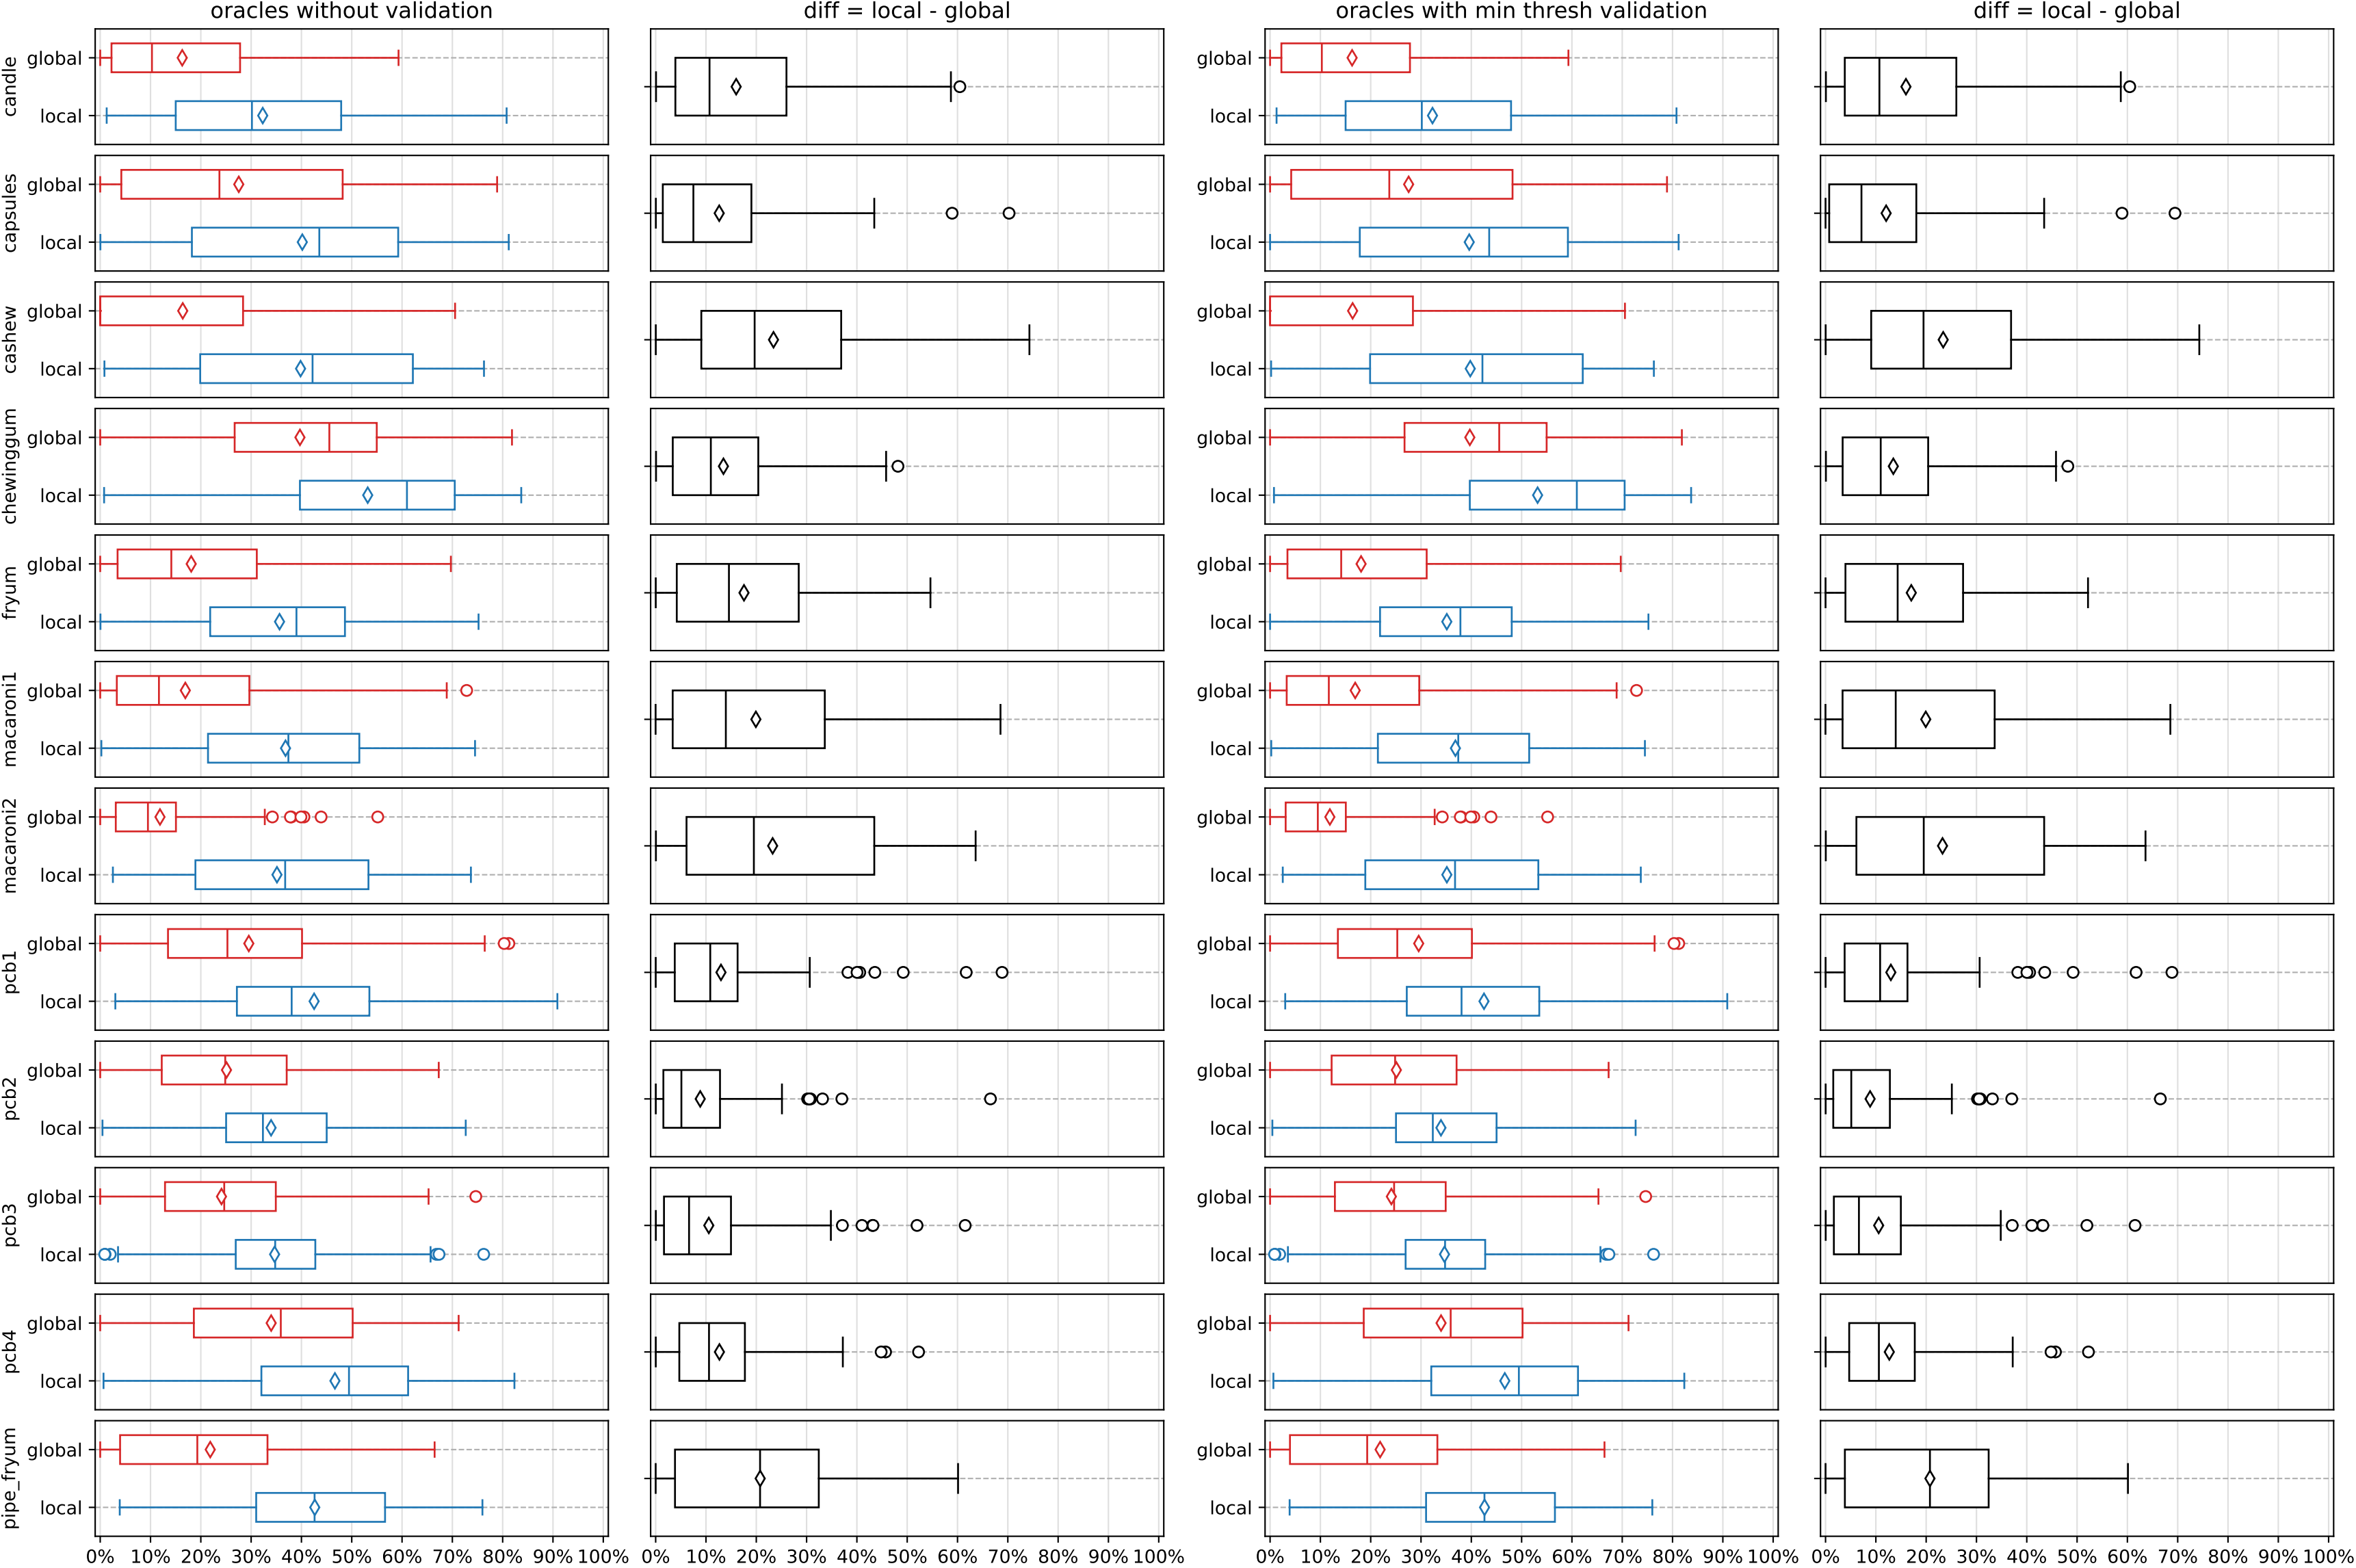 oracles without validation diff = local - global oracles with min thresh validation diff = local - global
candle global global
local local
capsules global global
local local
cashew global global
local local
chewinggum global global
local local
fryum global global
local local
macaroni1 global global
local local
macaroni2 global global
local local
pcb1 global global
local local
pcb2 global global
local local
pcb3 global global
local local
pcb4 global global
local local
pipe_fryum global global
local local
0% 10% 20% 30% 40% 50% 60% 70% 80% 90% 100% 0% 10% 20% 30% 40% 50% 60% 70% 80% 90% 100% 0% 10% 20% 30% 40% 50% 60% 70% 80% 90% 100% 0% 10% 20% 30% 40% 50% 60% 70% 80% 90% 100%